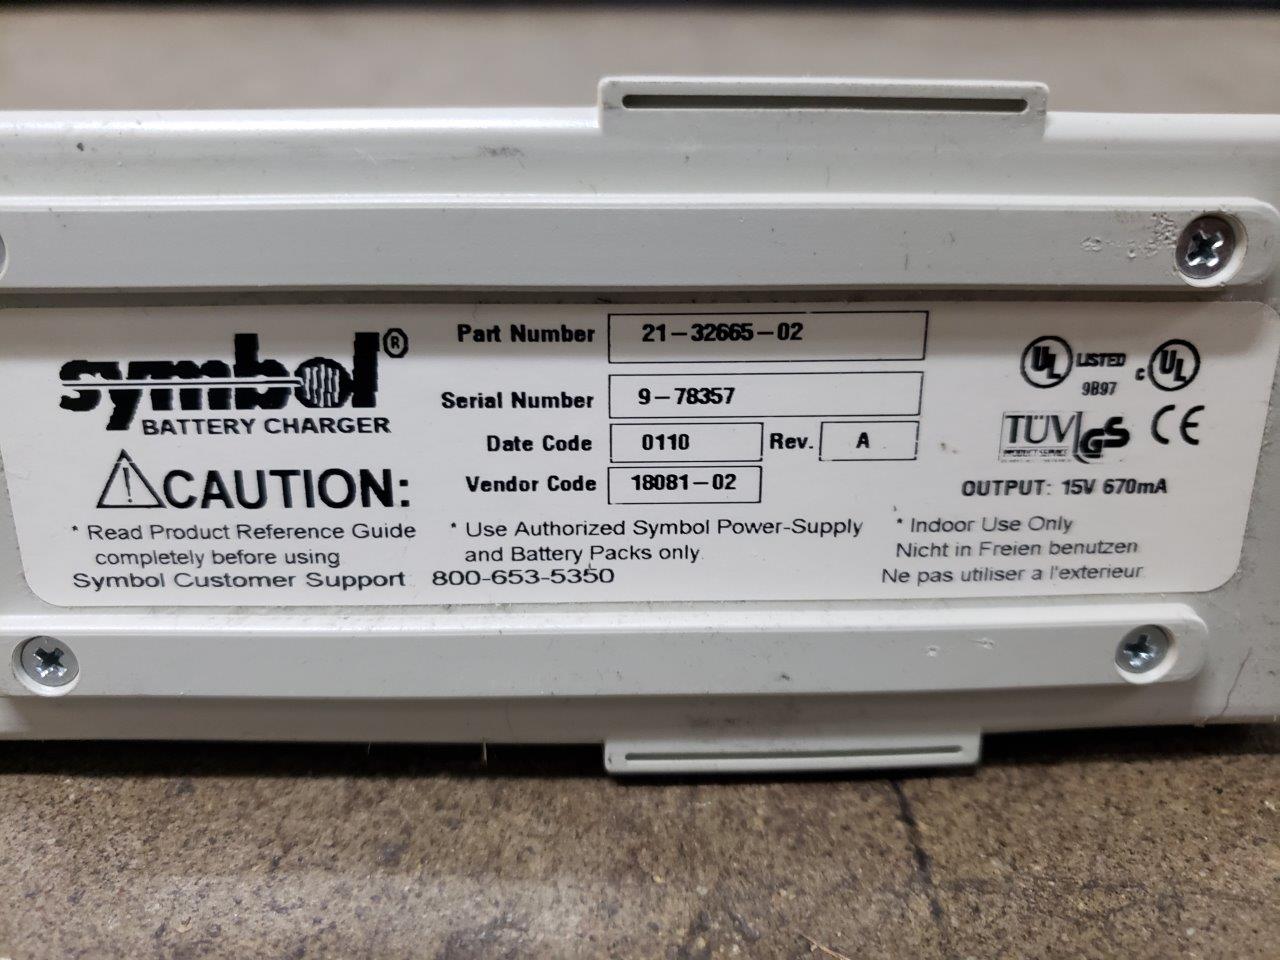 symbol®
BATTERY CHARGER
CAUTION:
* Read Product Reference Guide
completely before using
Symbol Customer Support 800-653-5350
Part Number 21-32665-02
Serial Number 9-78357
Date Code 0110 Rev. A
Vendor Code 18081-02
* Use Authorized Symbol Power-Supply
and Battery Packs only
UL LISTED c UL
9B97
TÜV GS CE
PRODUCT SERVICE
OUTPUT: 15V 670mA
* Indoor Use Only
Nicht in Freien benutzen
Ne pas utiliser a l'exterieur